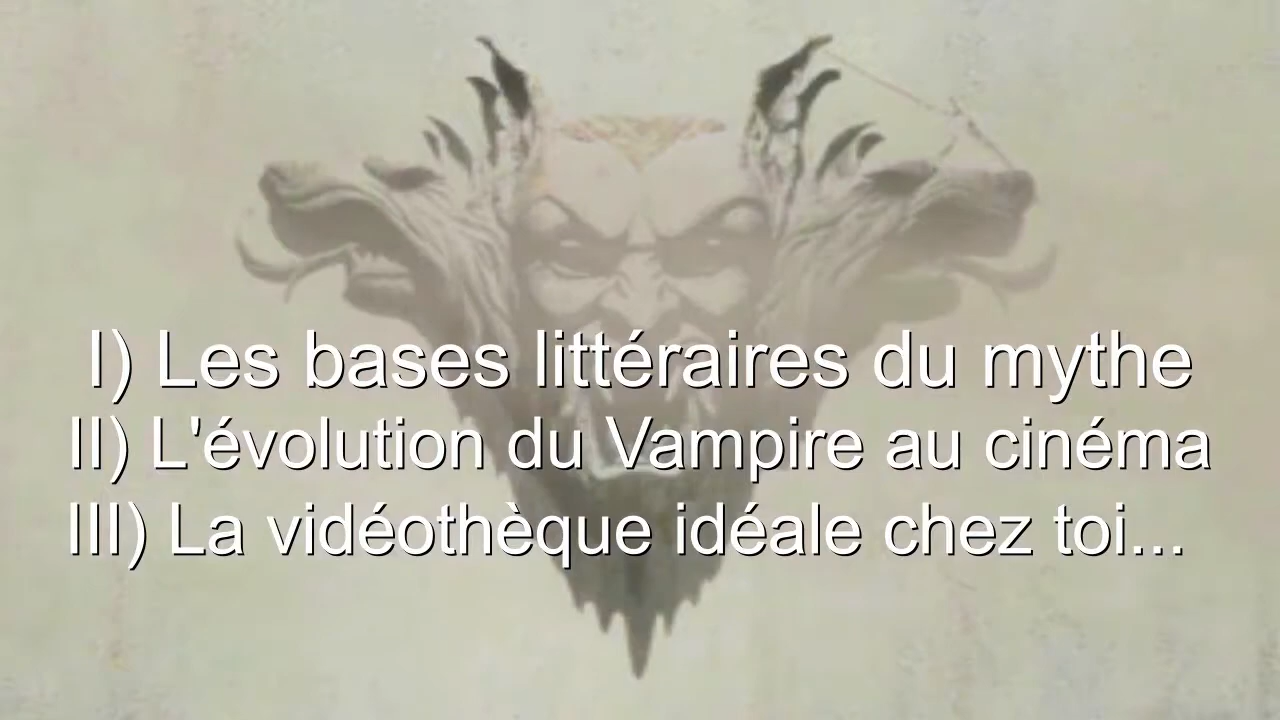 I) Les bases littéraires du mythe
II) L'évolution du Vampire au cinéma
III) La vidéothèque idéale chez toi...